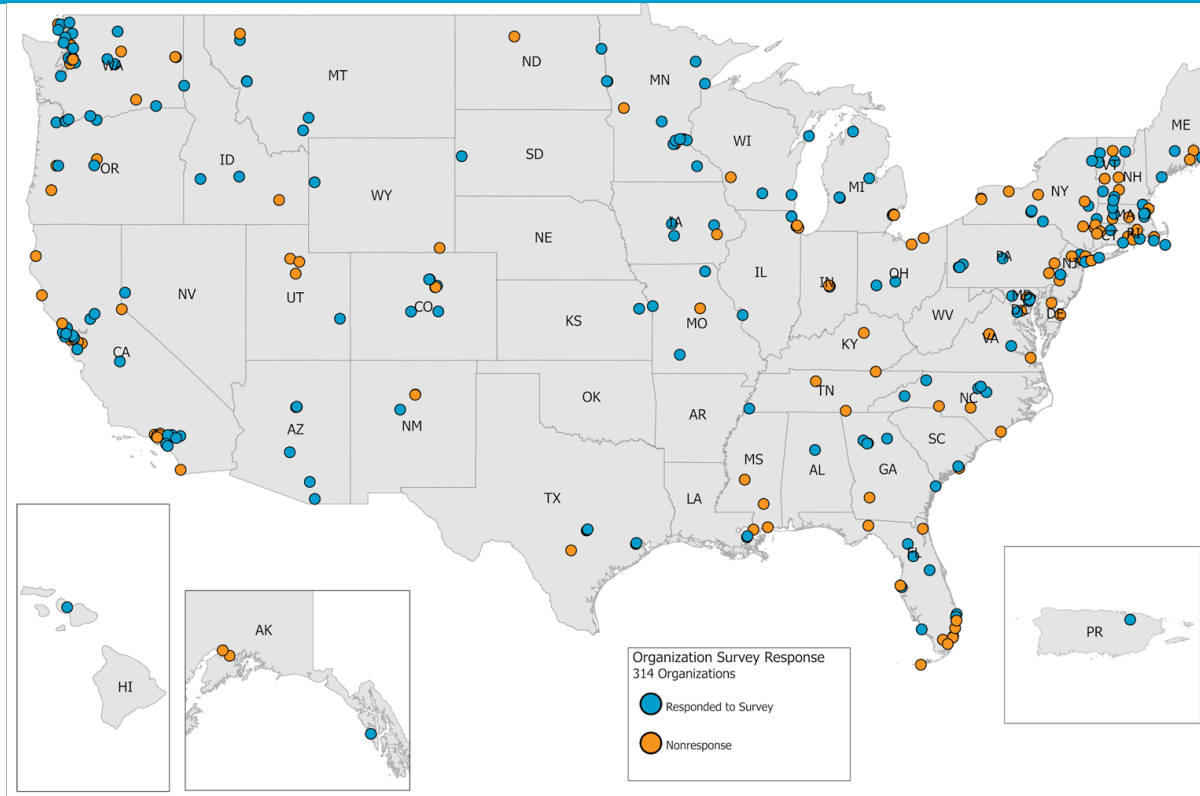 WA
MT
ND
MN
ME
OR
ID
SD
WI
MI
NY
VT
NH
WY
IA
NE
MA
CT
RI
PA
NJ
NV
UT
CO
KS
MO
IL
IN
OH
WV
MD
DC
DE
VA
CA
KY
AZ
NM
OK
AR
TN
NC
SC
MS
AL
GA
TX
LA
FL
AK
HI
PR
Organization Survey Response
314 Organizations
Responded to Survey
Nonresponse